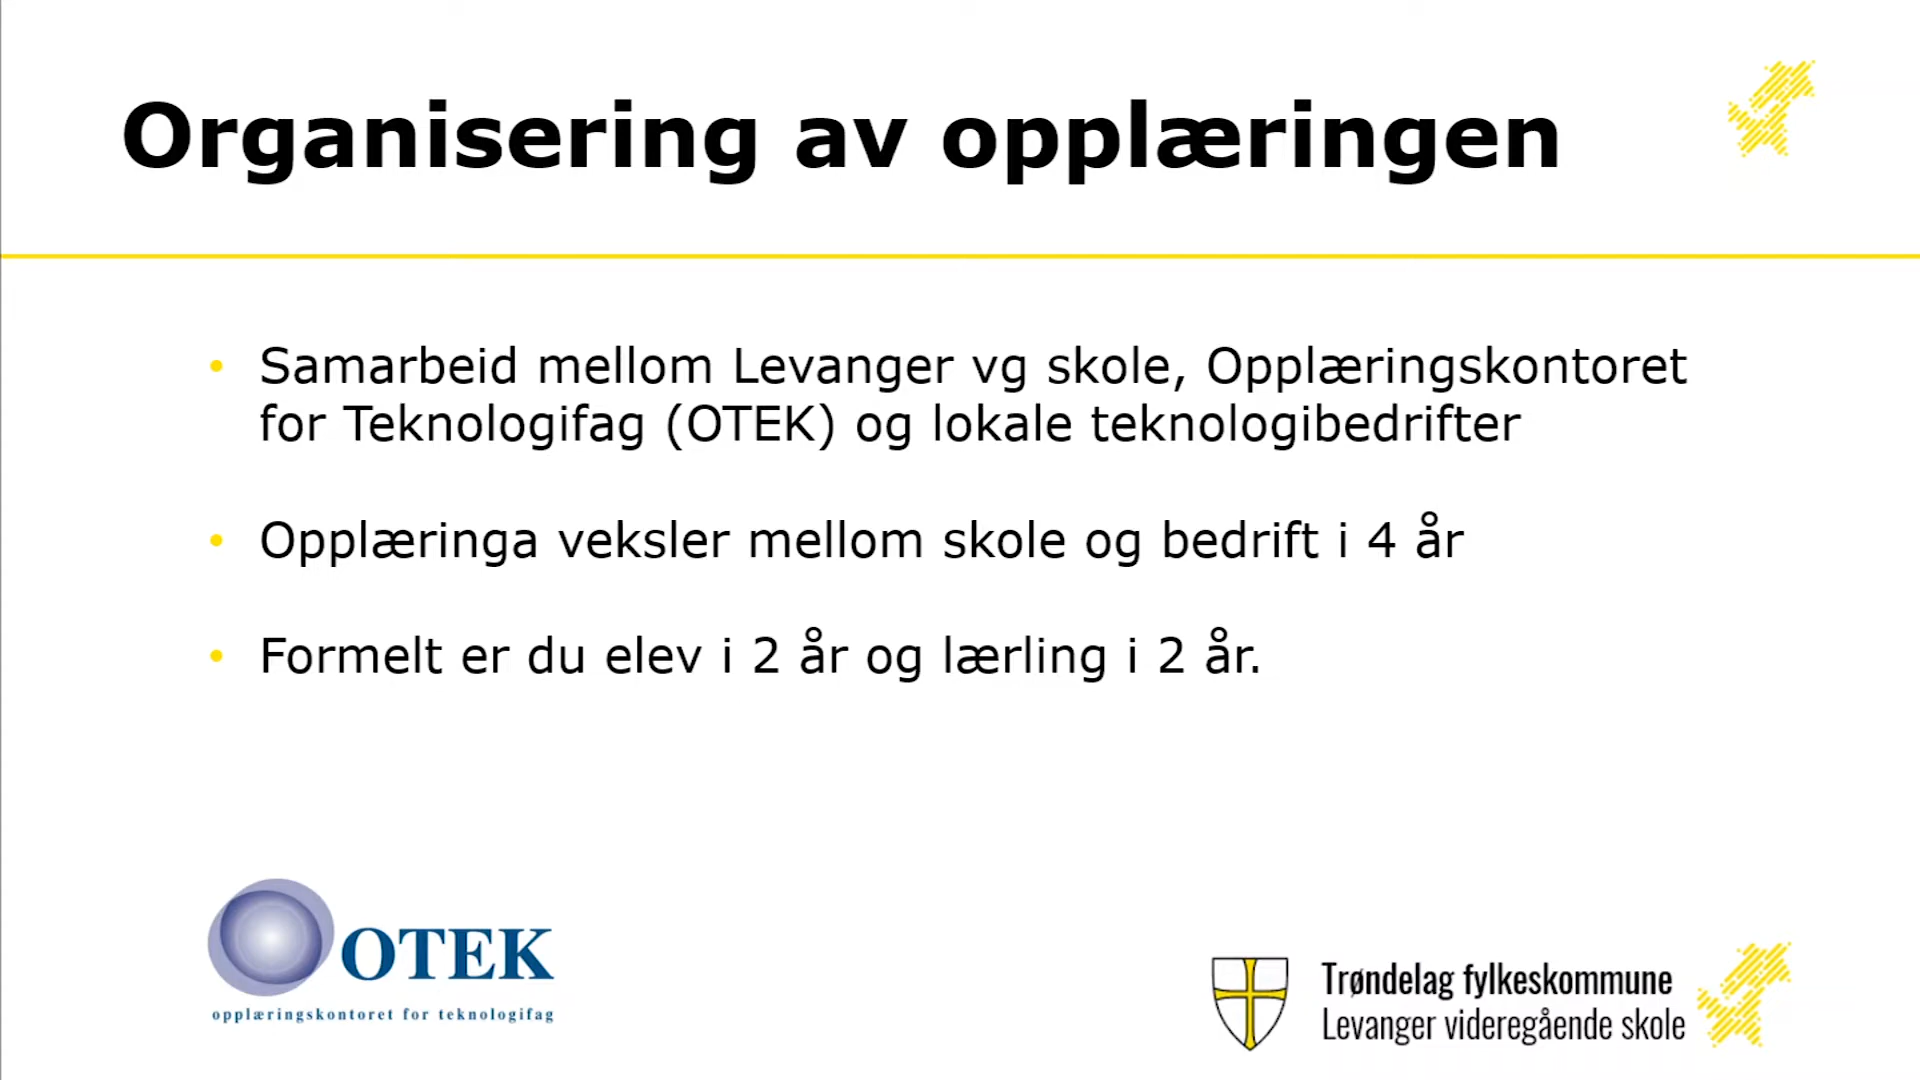 Organisering av opplæringen
• Samarbeid mellom Levanger vg skole, Opplæringskontoret
for Teknologifag (OTEK) og lokale teknologibedrifter
• Opplæringa veksler mellom skole og bedrift i 4 år
• Formelt er du elev i 2 år og lærling i 2 år.
OTEK
opplæringskontoret for teknologifag
Trøndelag fylkeskommune
Levanger videregående skole